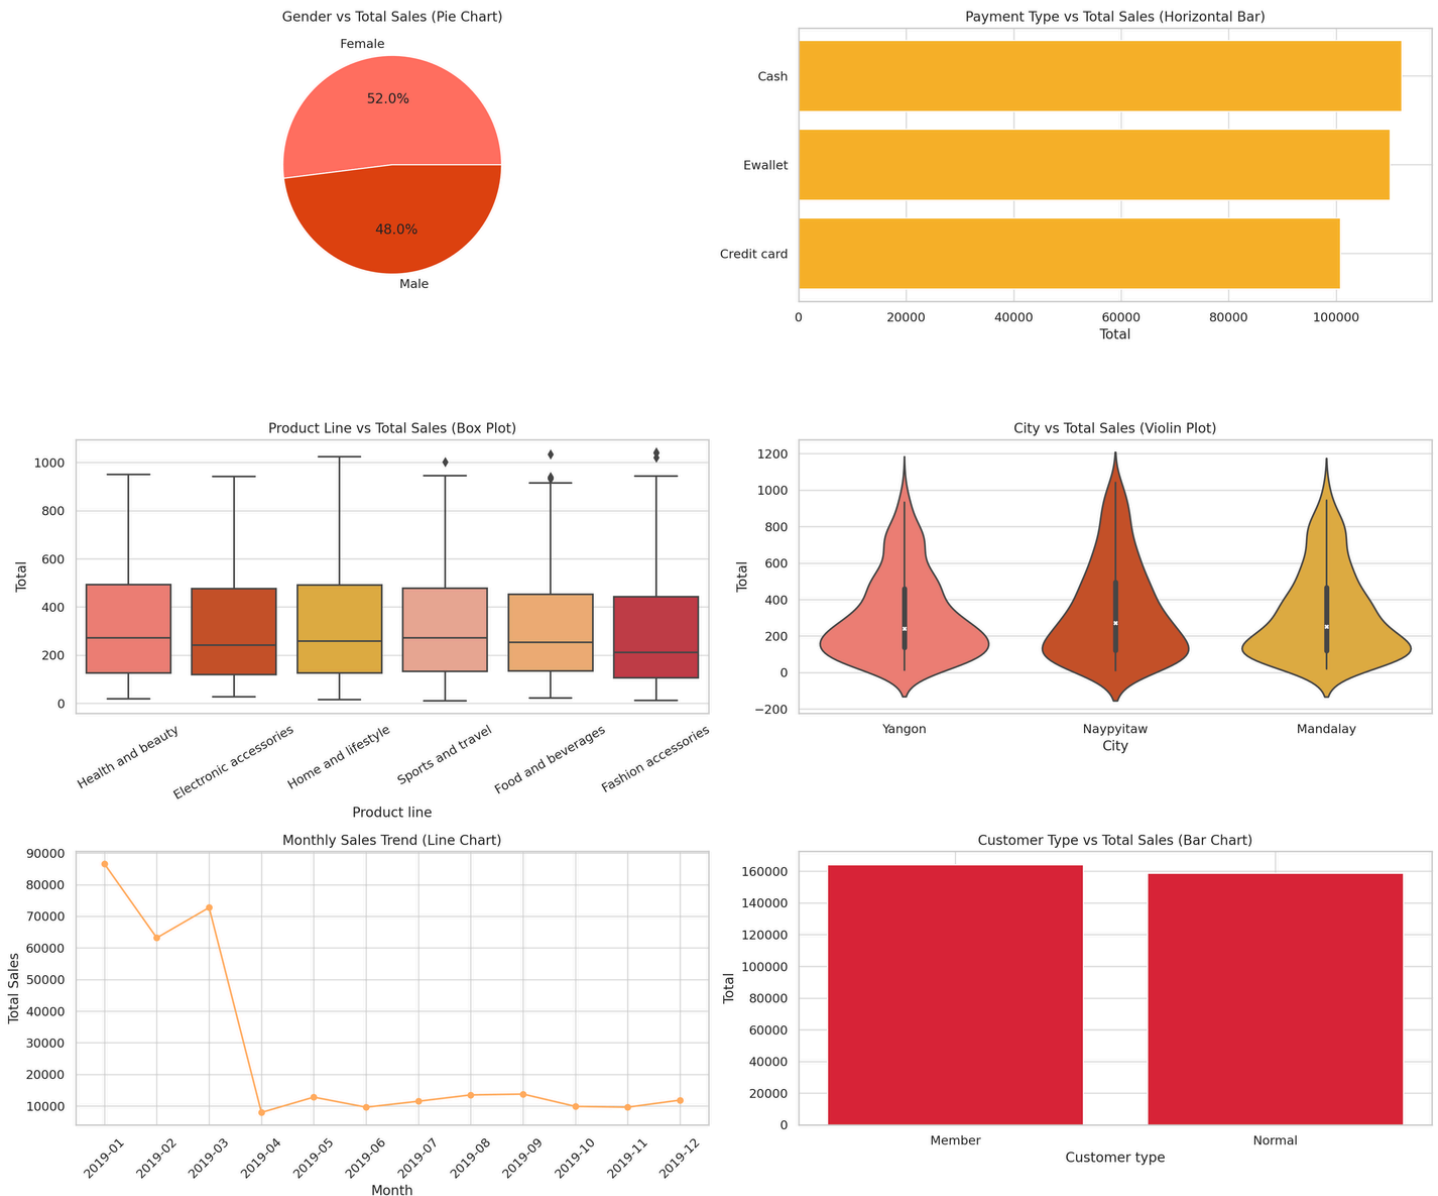 Gender vs Total Sales (Pie Chart)
Female
52.0%
48.0%
Male
Payment Type vs Total Sales (Horizontal Bar)
Cash
Ewallet
Credit card
0 20000 40000 60000 80000 100000
Total
Product Line vs Total Sales (Box Plot)
1000
800
600
400
200
0
Total
Health and beauty
Electronic accessories
Home and lifestyle
Sports and travel
Food and beverages
Fashion accessories
Product line
City vs Total Sales (Violin Plot)
1200
1000
800
600
400
200
0
−200
Total
Yangon Naypyitaw Mandalay
City
Monthly Sales Trend (Line Chart)
90000
80000
70000
60000
50000
40000
30000
20000
10000
Total Sales
2019-01
2019-02
2019-03
2019-04
2019-05
2019-06
2019-07
2019-08
2019-09
2019-10
2019-11
2019-12
Month
Customer Type vs Total Sales (Bar Chart)
160000
140000
120000
100000
80000
60000
40000
20000
0
Total
Member Normal
Customer type